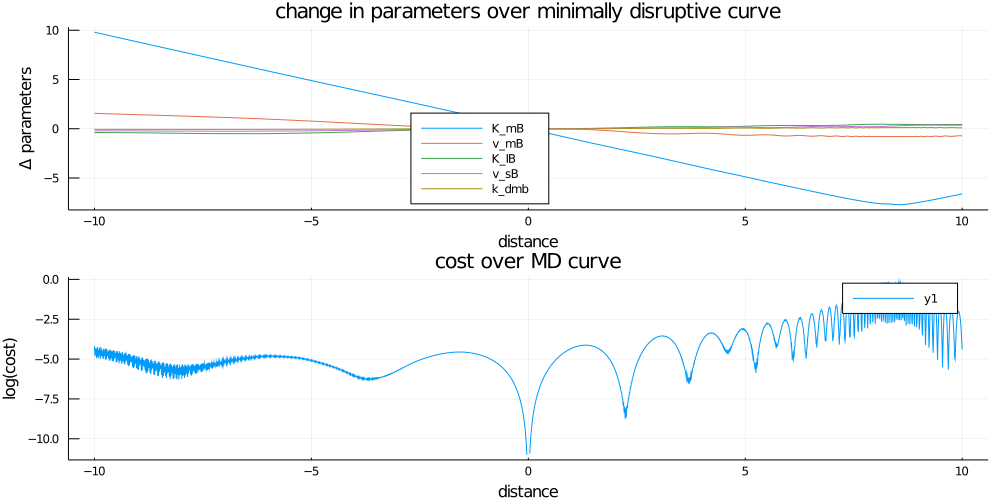 change in parameters over minimally disruptive curve
10
5
0
−5
Δ parameters
K_mB
v_mB
K_IB
v_sB
k_dmb
−10
−5
0
5
10
distance
cost over MD curve
0.0
−2.5
−5.0
−7.5
−10.0
log(cost)
y1
−10
−5
0
5
10
distance